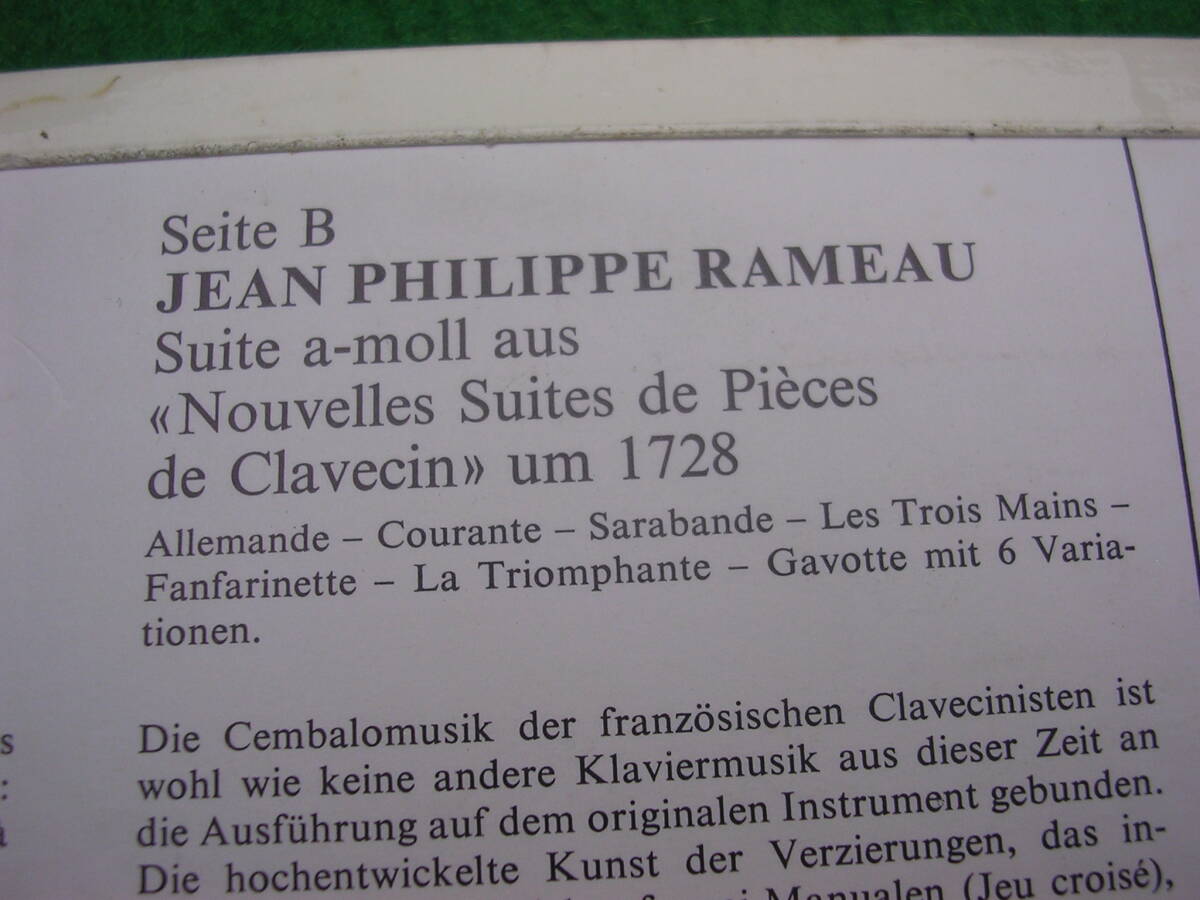 Seite B
JEAN PHILIPPE RAMEAU
Suite a-moll aus
«Nouvelles Suites de Pièces
de Clavecin» um 1728
Allemande – Courante – Sarabande – Les Trois Mains –
Fanfarinette – La Triomphante – Gavotte mit 6 Varia-
tionen.
Die Cembalomusik der französischen Clavecinisten ist
wohl wie keine andere Klaviermusik aus dieser Zeit an
die Ausführung auf dem originalen Instrument gebunden.
Die hochentwickelte Kunst der Verzierungen, das in-
Manualen (Jeu croisé),